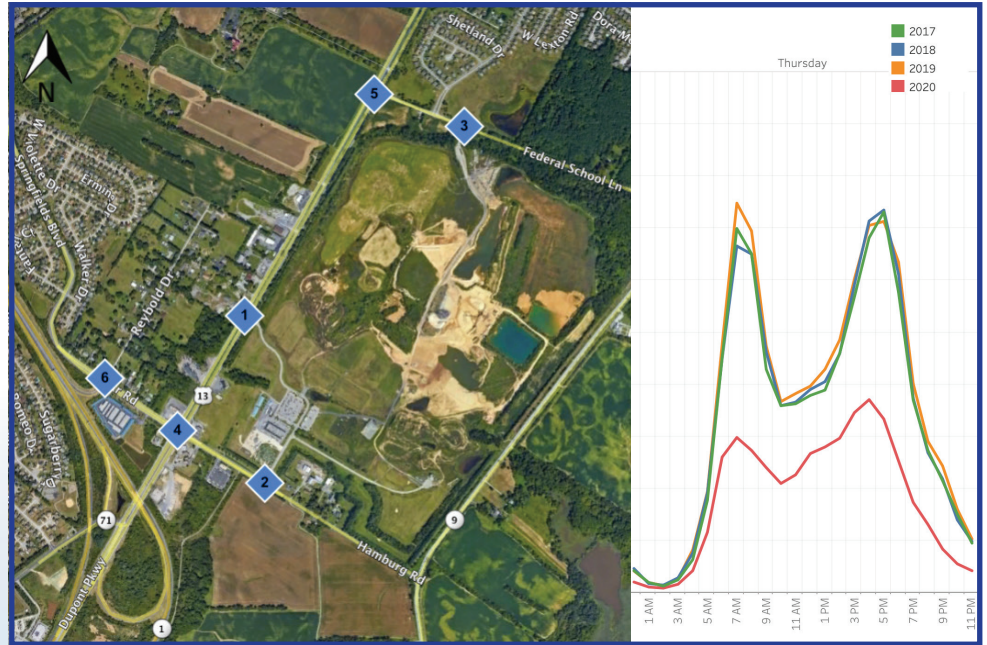 N
Shetland Dr
W Lexton Rd
5
3
Federal School Ln
W Violette Dr
Springfields Blvd
Walker Dr
Reybold Dr
1
6
Rd
13
4
2
Romeo Dr
Sugarberry D
71
9
Hamburg Rd
Dupont Pkwy
1
2017
2018
2019
2020
Thursday
1 AM
3 AM
5 AM
7 AM
9 AM
11 AM
1 PM
3 PM
5 PM
7 PM
9 PM
11 PM